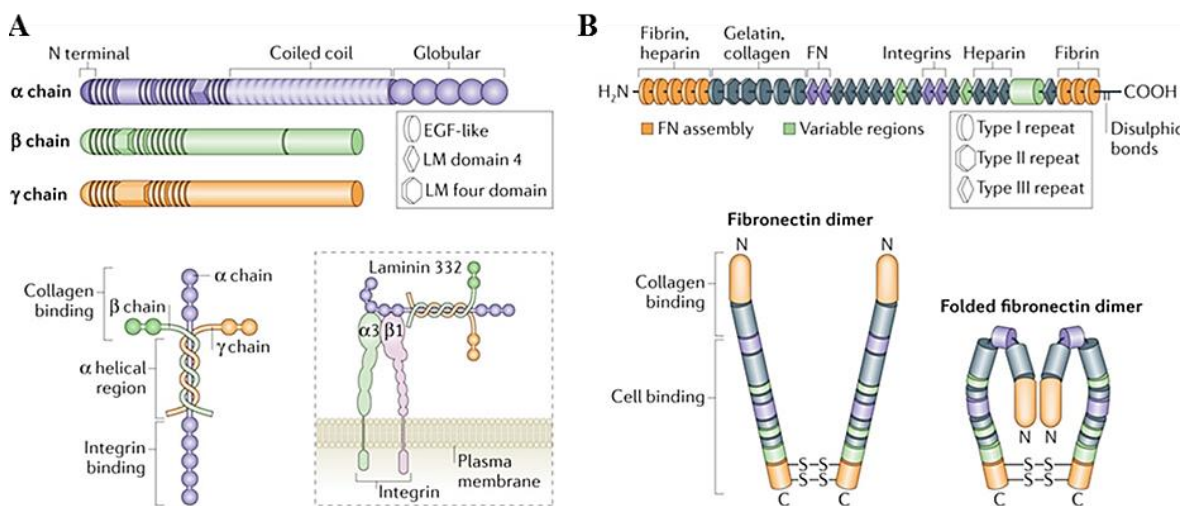 A
N terminal
Coiled coil
Globular
α chain
β chain
γ chain
EGF-like
LM domain 4
LM four domain
Collagen
binding
α chain
β chain
γ chain
α helical
region
Integrin
binding
Laminin 332
α3
β1
Plasma
membrane
Integrin
B
Fibrin,
heparin
Gelatin,
collagen
FN
Integrins
Heparin
Fibrin
H₂N
COOH
FN assembly
Variable regions
Disulphide
bonds
Type I repeat
Type II repeat
Type III repeat
Fibronectin dimer
N
N
Collagen
binding
Cell binding
S–S
S–S
C
C
Folded fibronectin dimer
N
N
S–S
S–S
C
C